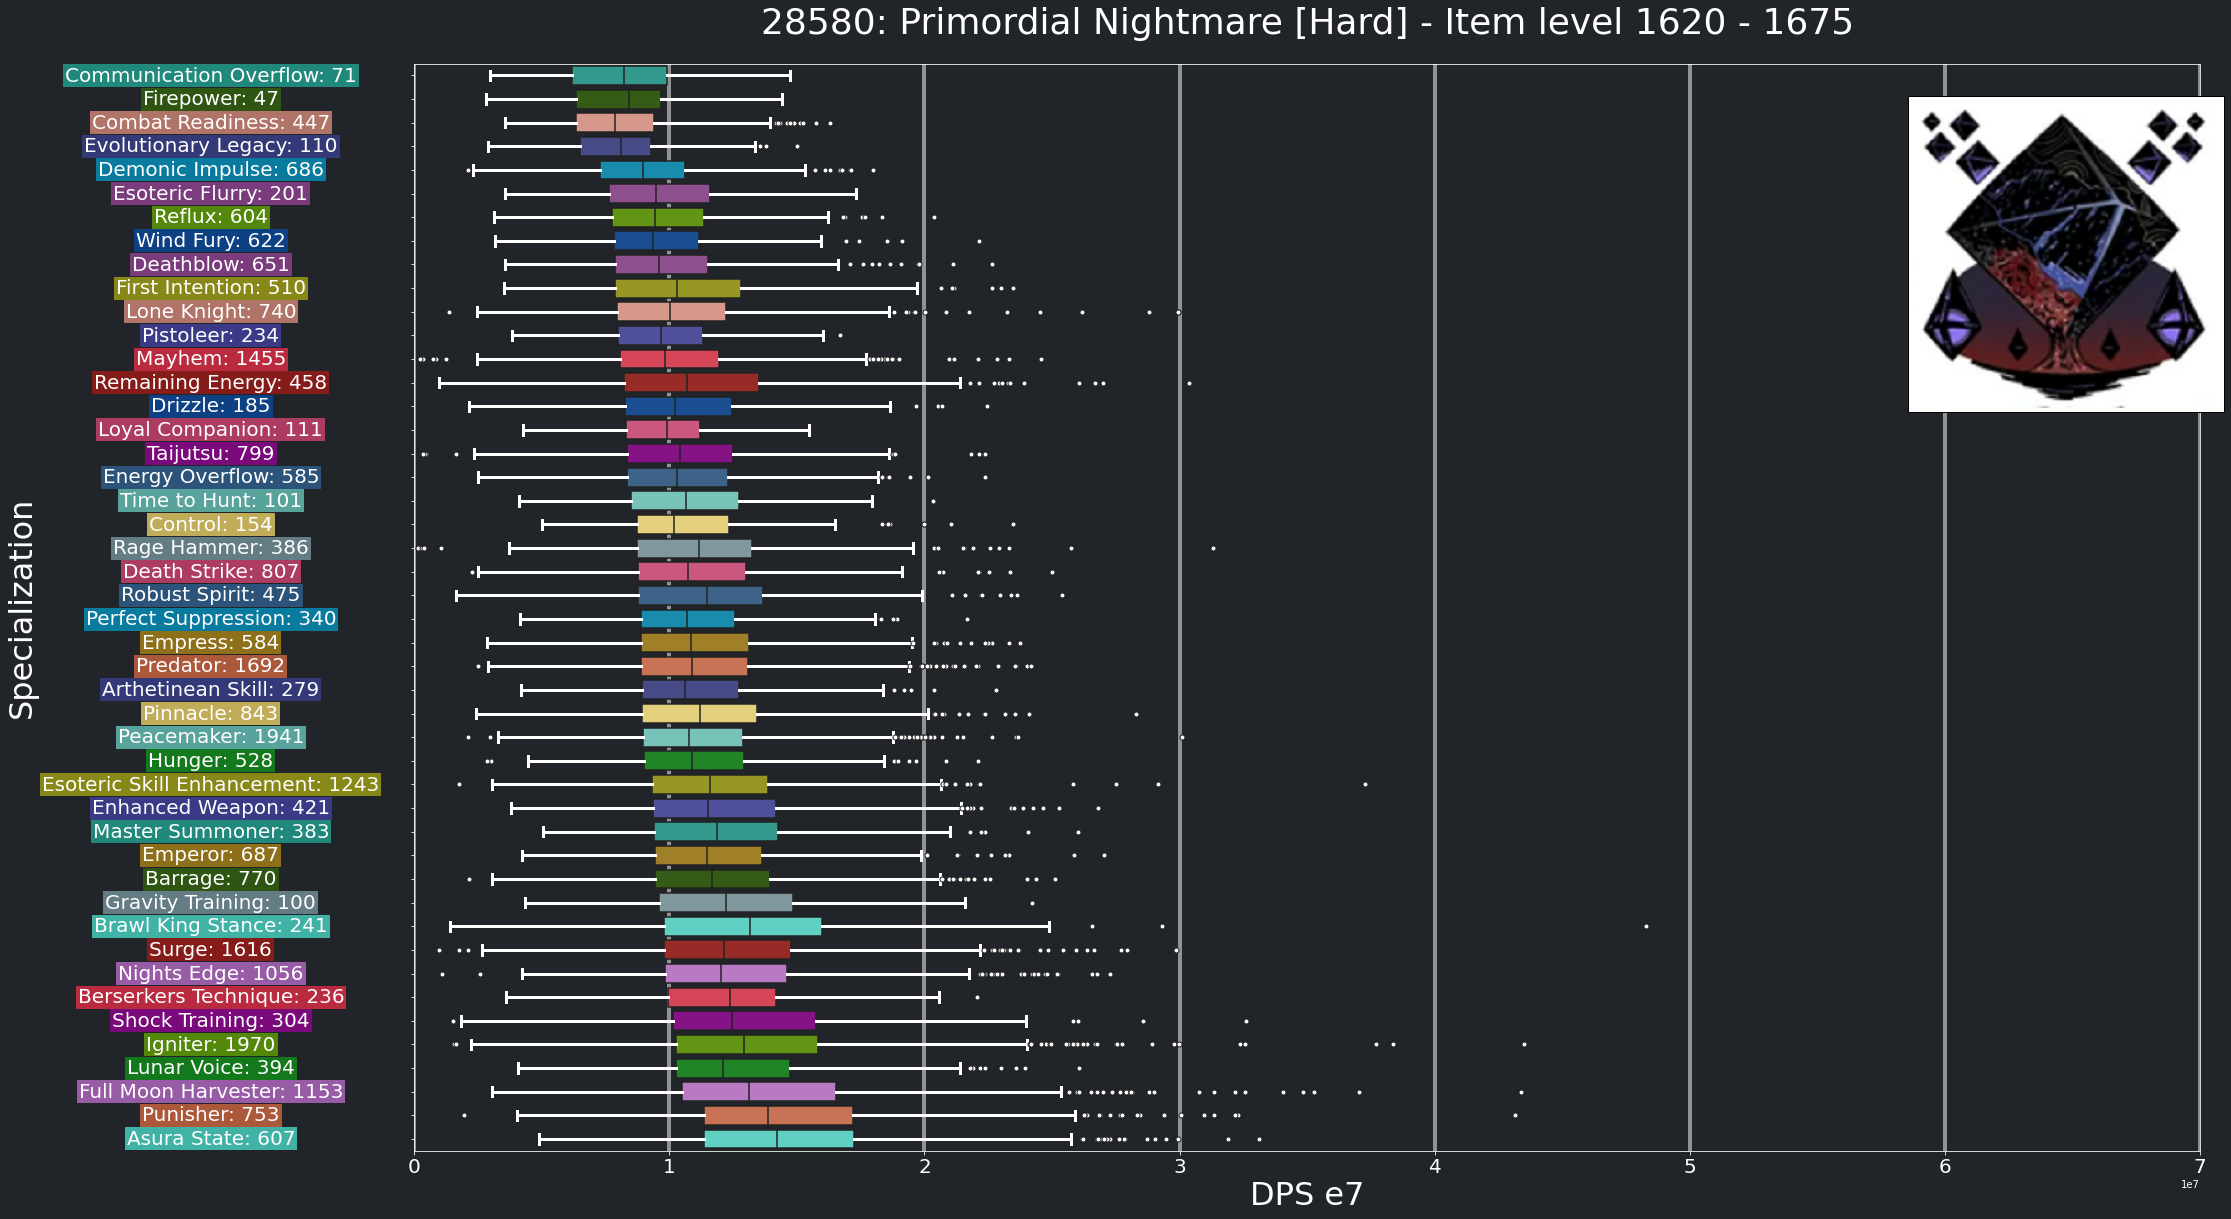 28580: Primordial Nightmare [Hard] - Item level 1620 - 1675
Specialization
Communication Overflow: 71
Firepower: 47
Combat Readiness: 447
Evolutionary Legacy: 110
Demonic Impulse: 686
Esoteric Flurry: 201
Reflux: 604
Wind Fury: 622
Deathblow: 651
First Intention: 510
Lone Knight: 740
Pistoleer: 234
Mayhem: 1455
Remaining Energy: 458
Drizzle: 185
Loyal Companion: 111
Taijutsu: 799
Energy Overflow: 585
Time to Hunt: 101
Control: 154
Rage Hammer: 386
Death Strike: 807
Robust Spirit: 475
Perfect Suppression: 340
Empress: 584
Predator: 1692
Arthetinean Skill: 279
Pinnacle: 843
Peacemaker: 1941
Hunger: 528
Esoteric Skill Enhancement: 1243
Enhanced Weapon: 421
Master Summoner: 383
Emperor: 687
Barrage: 770
Gravity Training: 100
Brawl King Stance: 241
Surge: 1616
Nights Edge: 1056
Berserkers Technique: 236
Shock Training: 304
Igniter: 1970
Lunar Voice: 394
Full Moon Harvester: 1153
Punisher: 753
Asura State: 607
0 1 2 3 4 5 6 7
1e7
DPS e7